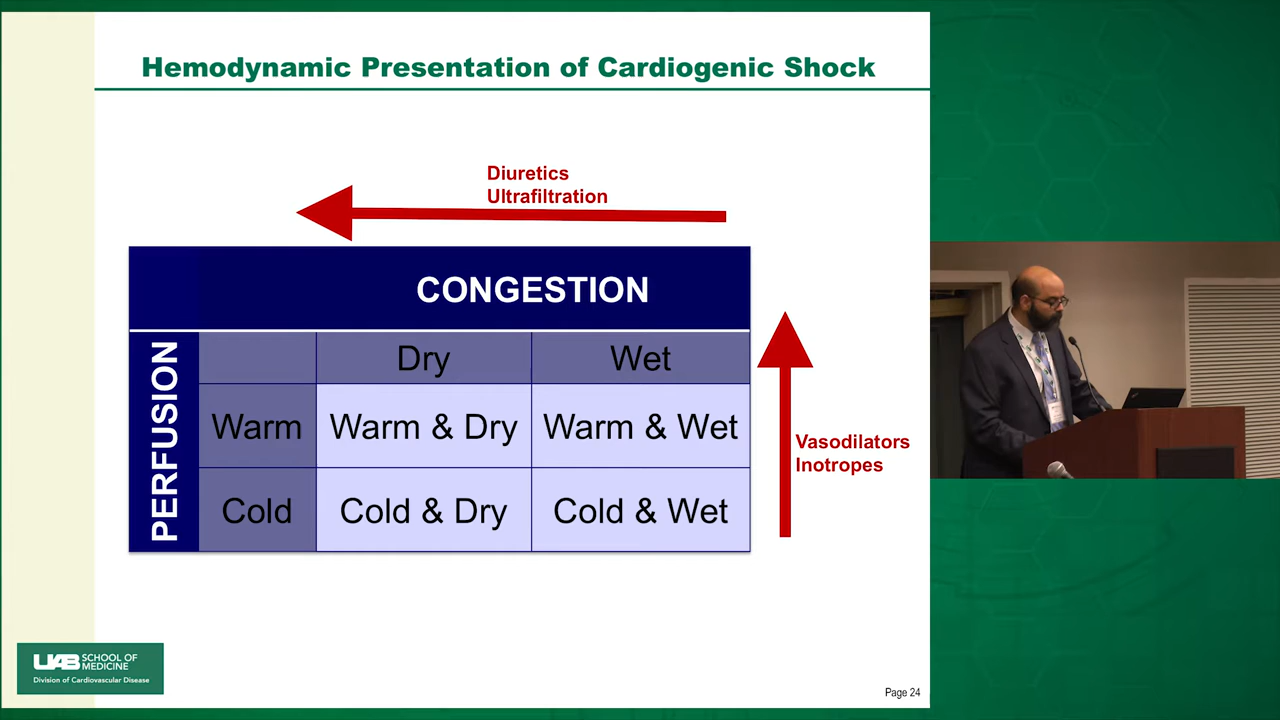 Hemodynamic Presentation of Cardiogenic Shock
Diuretics
Ultrafiltration
CONGESTION
PERFUSION
Dry
Wet
Warm
Warm & Dry
Warm & Wet
Cold
Cold & Dry
Cold & Wet
Vasodilators
Inotropes
UAB SCHOOL OF
MEDICINE
Division of Cardiovascular Disease
Page 24